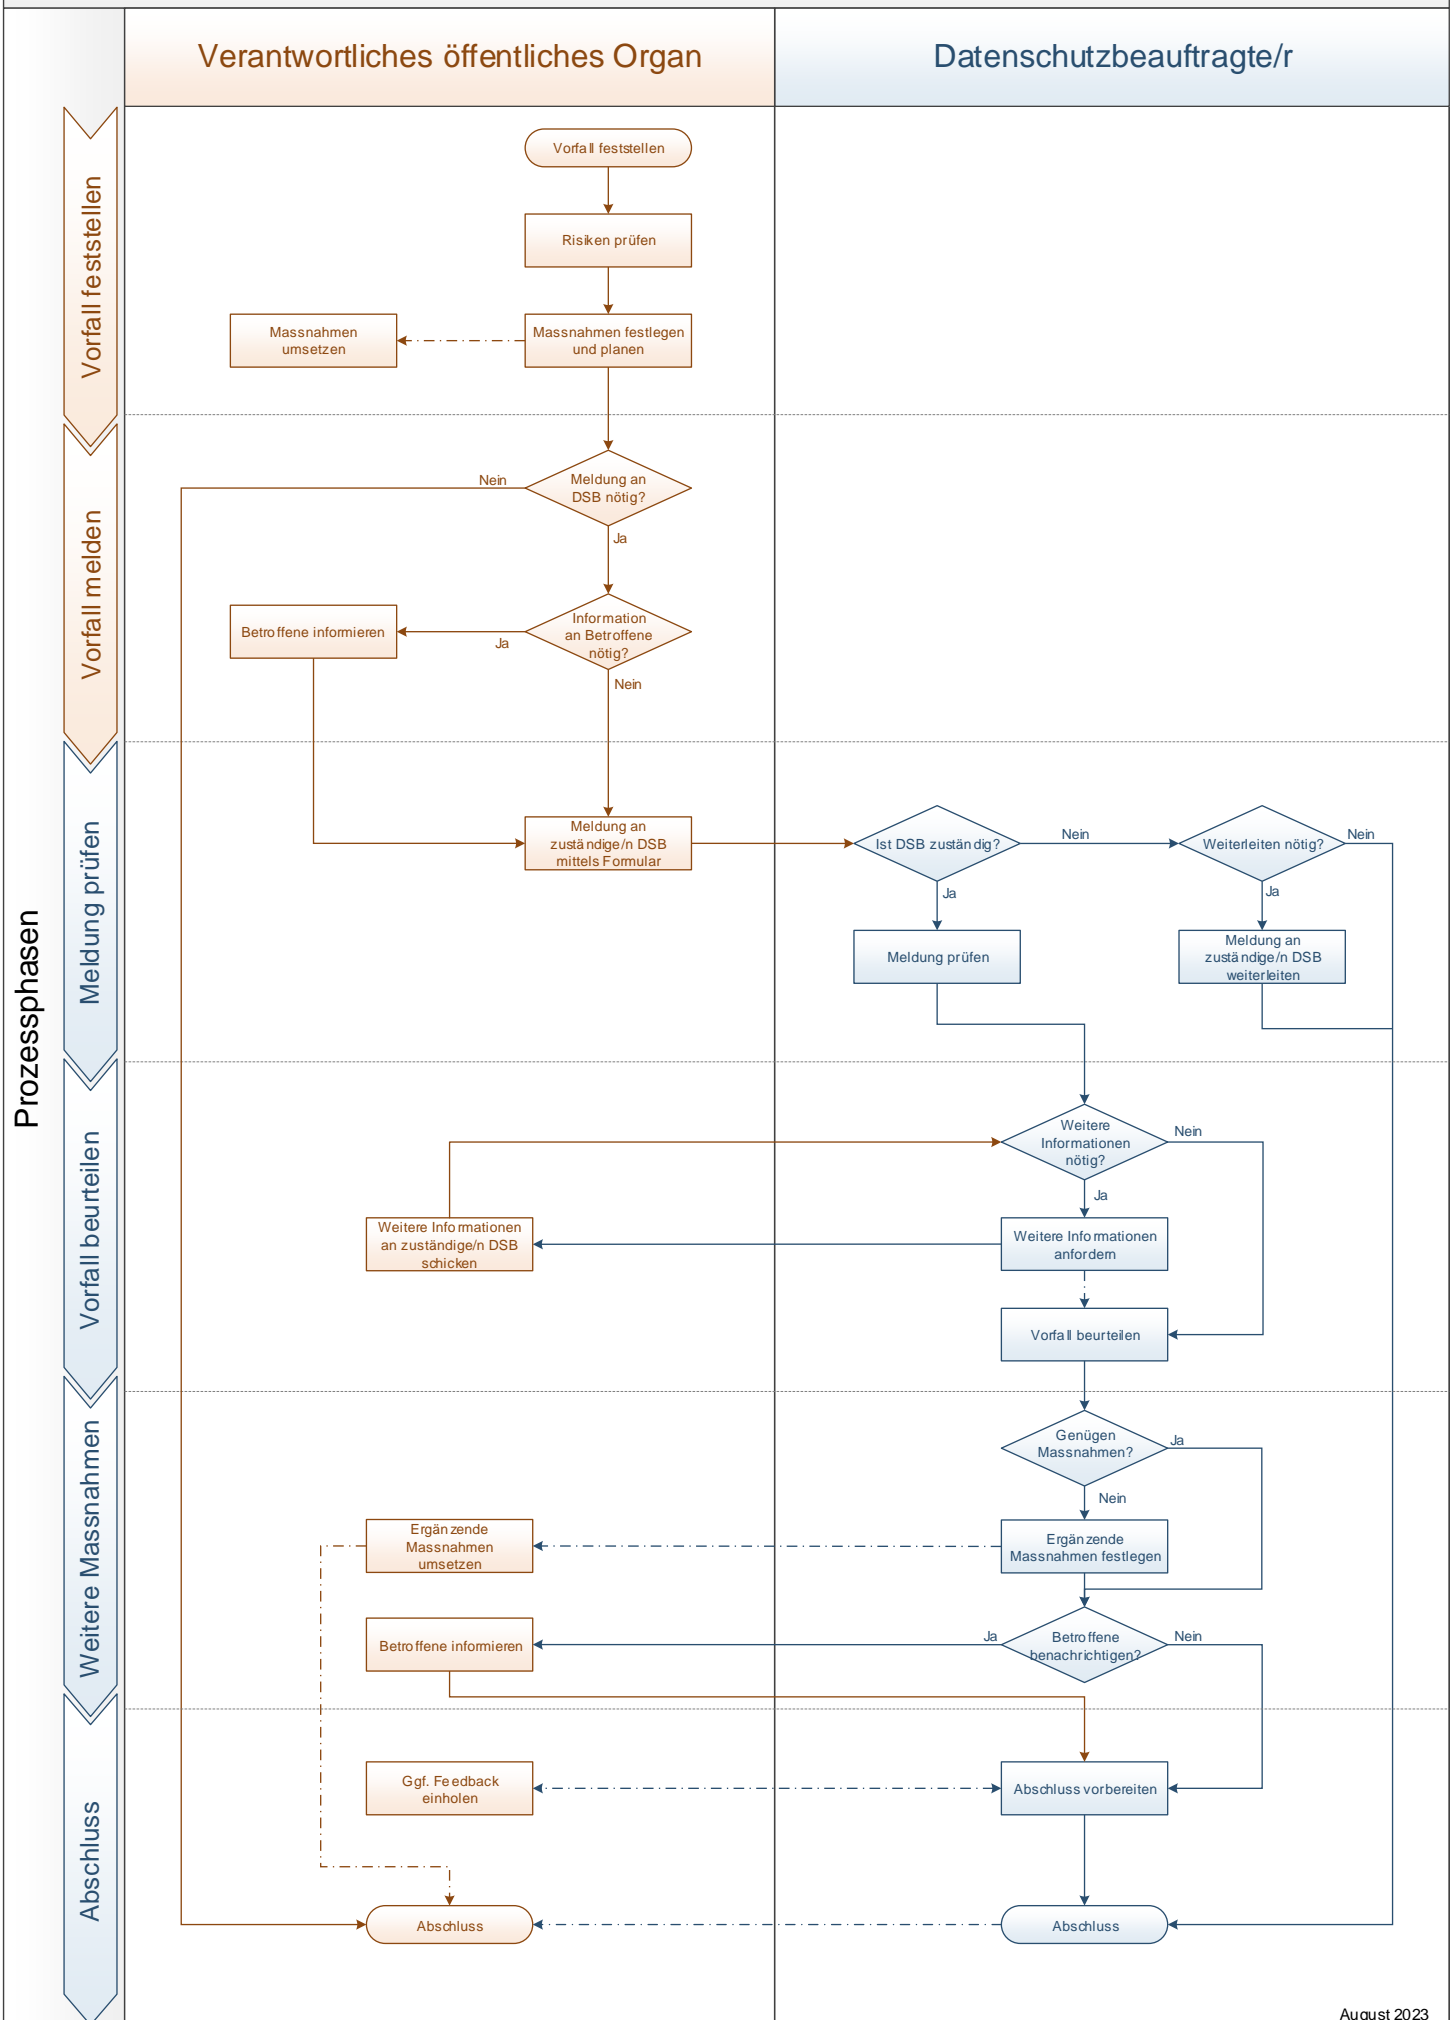 Verantwortliches öffentliches Organ
Datenschutzbeauftragte/r
Prozessphasen
Vorfall feststellen
Vorfall feststellen
Risiken prüfen
Massnahmen
umsetzen
Massnahmen festlegen
und planen
Vorfall melden
Nein
Meldung an
DSB nötig?
Ja
Betroffene informieren
Ja
Information
an Betroffene
nötig?
Nein
Meldung prüfen
Meldung an
zuständige/n DSB
mittels Formular
Ist DSB zuständig?
Nein
Weiterleiten nötig?
Nein
Ja
Ja
Meldung prüfen
Meldung an
zuständige/n DSB
weiterleiten
Vorfall beurteilen
Weitere
Informationen
nötig?
Nein
Ja
Weitere Informationen
an zuständige/n DSB
schicken
Weitere Informationen
anfordern
Vorfall beurteilen
Weitere Massnahmen
Genügen
Massnahmen?
Ja
Nein
Ergänzende
Massnahmen
umsetzen
Ergänzende
Massnahmen festlegen
Betroffene informieren
Ja
Betroffene
benachrichtigen?
Nein
Abschluss
Ggf. Feedback
einholen
Abschluss vorbereiten
Abschluss
Abschluss
August 2023